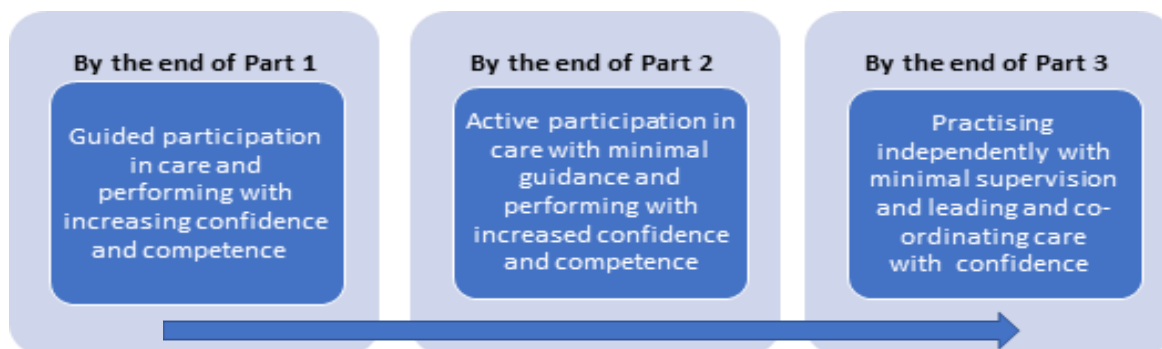 By the end of Part 1
Guided participation
in care and
performing with
increasing confidence
and competence
By the end of Part 2
Active participation in
care with minimal
guidance and
performing with
increased confidence
and competence
By the end of Part 3
Practising
independently with
minimal supervision
and leading and co-
ordinating care
with confidence